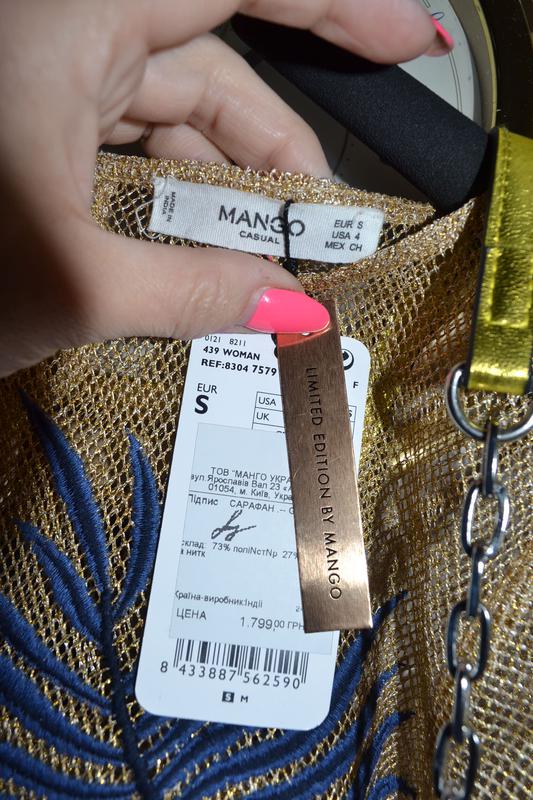 MADE IN
INDIA
MANGO
CASUAL
EUR S
USA 4
MEX CH
0121 8211
439 WOMAN
REF:8304 7579
F
EUR
S
USA
UK
S
LIMITED EDITION BY MANGO
ТОВ "МАНГО УКРА
вул.Ярославів Вал 23
01054, м. Київ, Укра
Підпис САРАФАН
склад: 73% поліNctNp 27%
а нитк
Країна-виробник:Індії
ЦЕНА 1.799,00 ГРН
8 433887 562590
S M